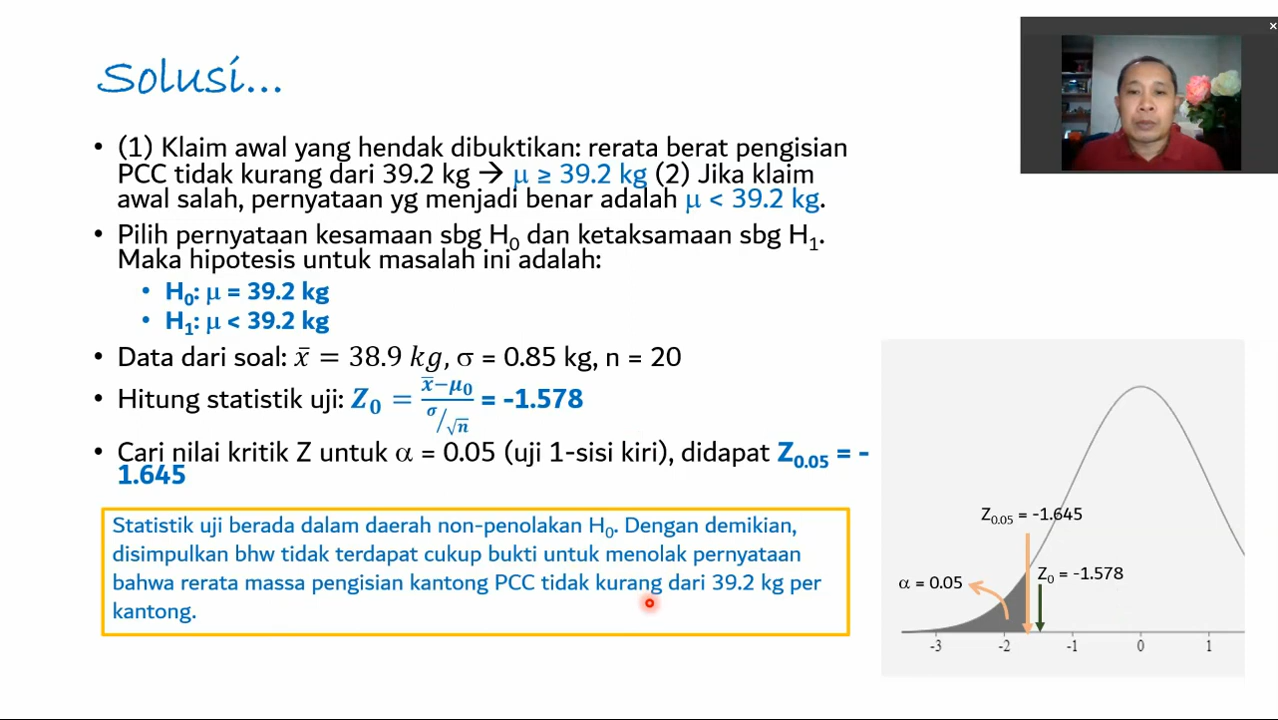 Solusi...
• (1) Klaim awal yang hendak dibuktikan: rerata berat pengisian
PCC tidak kurang dari 39.2 kg → μ ≥ 39.2 kg (2) Jika klaim
awal salah, pernyataan yg menjadi benar adalah μ < 39.2 kg.
• Pilih pernyataan kesamaan sbg H₀ dan ketaksamaan sbg H₁.
Maka hipotesis untuk masalah ini adalah:
• H₀: μ = 39.2 kg
• H₁: μ < 39.2 kg
• Data dari soal: x̄ = 38.9 kg, σ = 0.85 kg, n = 20
• Hitung statistik uji: Z₀ = (x̄−μ₀)/(σ/√n) = -1.578
• Cari nilai kritik Z untuk α = 0.05 (uji 1-sisi kiri), didapat Z₀.₀₅ = -
1.645
Statistik uji berada dalam daerah non-penolakan H₀. Dengan demikian,
disimpulkan bhw tidak terdapat cukup bukti untuk menolak pernyataan
bahwa rerata massa pengisian kantong PCC tidak kurang dari 39.2 kg per
kantong.
Z₀.₀₅ = -1.645
Z₀ = -1.578
α = 0.05
-3 -2 -1 0 1